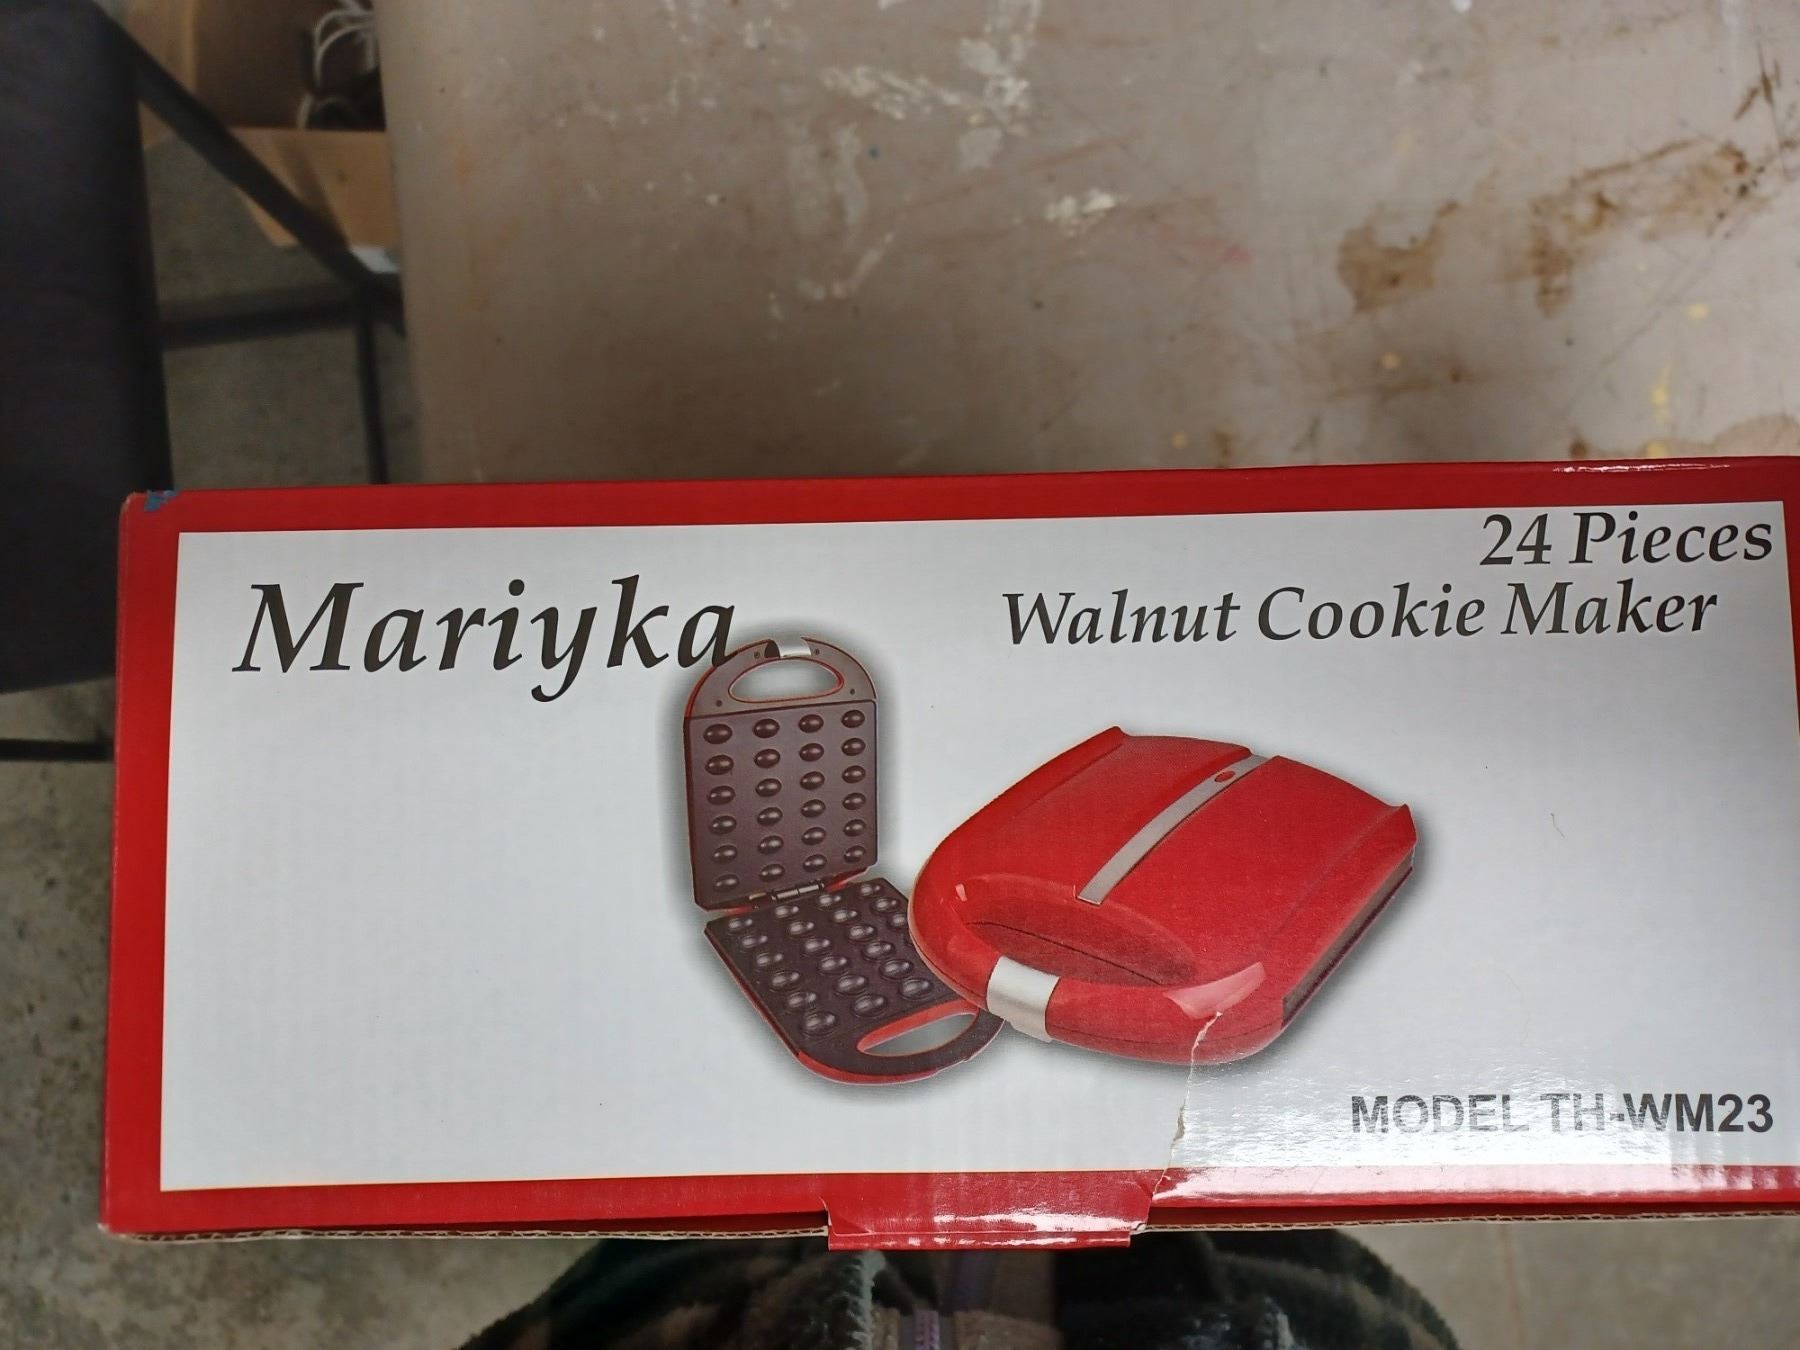 Mariyka
24 Pieces
Walnut Cookie Maker
MODEL TH-WM23